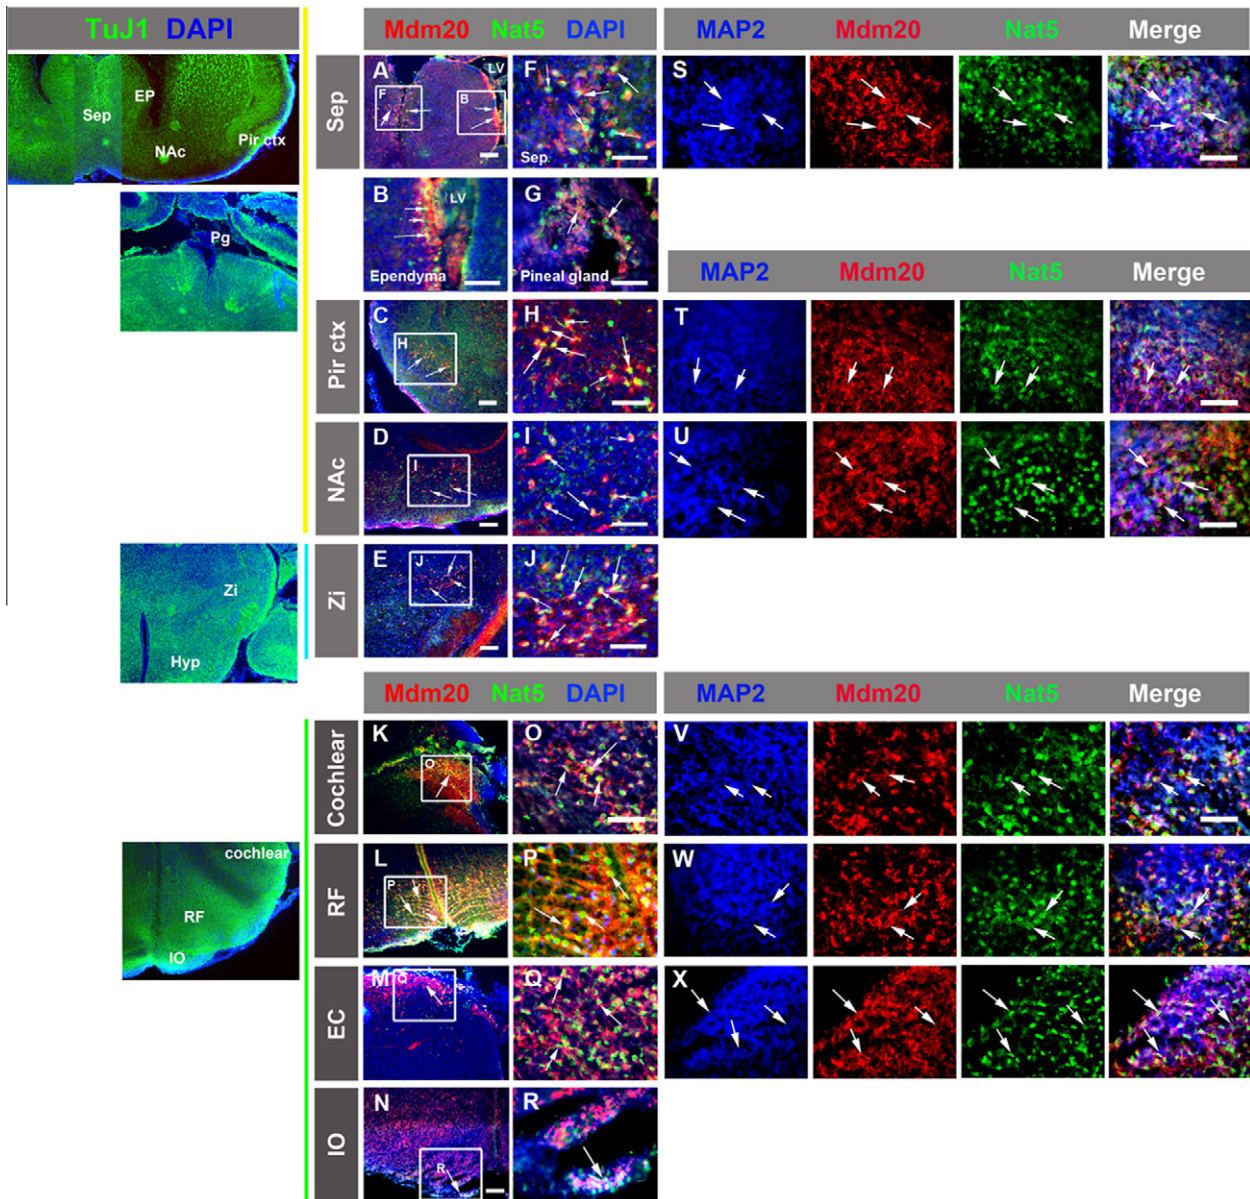 TuJ1 DAPI
Mdm20 Nat5 DAPI
MAP2 Mdm20 Nat5 Merge
EP
Sep
NAc
Pir ctx
Sep
A
F
B
LV
F
Sep
S
Pg
B
LV
Ependyma
G
Pineal gland
MAP2 Mdm20 Nat5 Merge
Pir ctx
C
H
H
T
NAc
D
I
I
U
Zi
Hyp
Zi
E
J
J
Mdm20 Nat5 DAPI
MAP2 Mdm20 Nat5 Merge
Cochlear
K
O
O
V
cochlear
RF
IO
RF
L
P
P
W
EC
M
Q
Q
X
IO
N
R
R